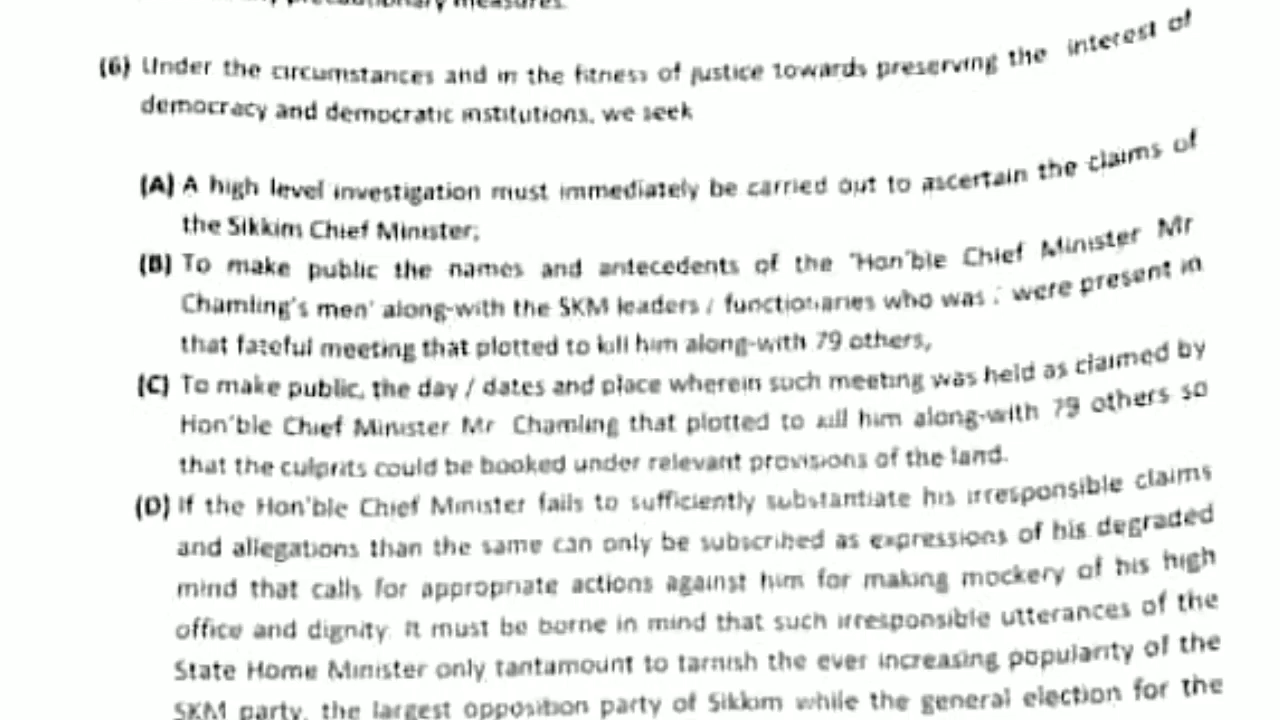 precautionary measures.
(6) Under the circumstances and in the fitness of justice towards preserving the interest of
democracy and democratic institutions, we seek
(A) A high level investigation must immediately be carried out to ascertain the claims of
the Sikkim Chief Minister;
(B) To make public the names and antecedents of the 'Hon'ble Chief Minister Mr
Chamling's men' along-with the SKM leaders / functionaries who was / were present in
that fateful meeting that plotted to kill him along-with 79 others,
(C) To make public, the day / dates and place wherein such meeting was held as claimed by
Hon'ble Chief Minister Mr Chamling that plotted to kill him along-with 79 others so
that the culprits could be booked under relevant provisions of the land.
(D) If the Hon'ble Chief Minister fails to sufficiently substantiate his irresponsible claims
and allegations than the same can only be subscribed as expressions of his degraded
mind that calls for appropriate actions against him for making mockery of his high
office and dignity. It must be borne in mind that such irresponsible utterances of the
State Home Minister only tantamount to tarnish the ever increasing popularity of the
SKM party, the largest opposition party of Sikkim while the general election for the